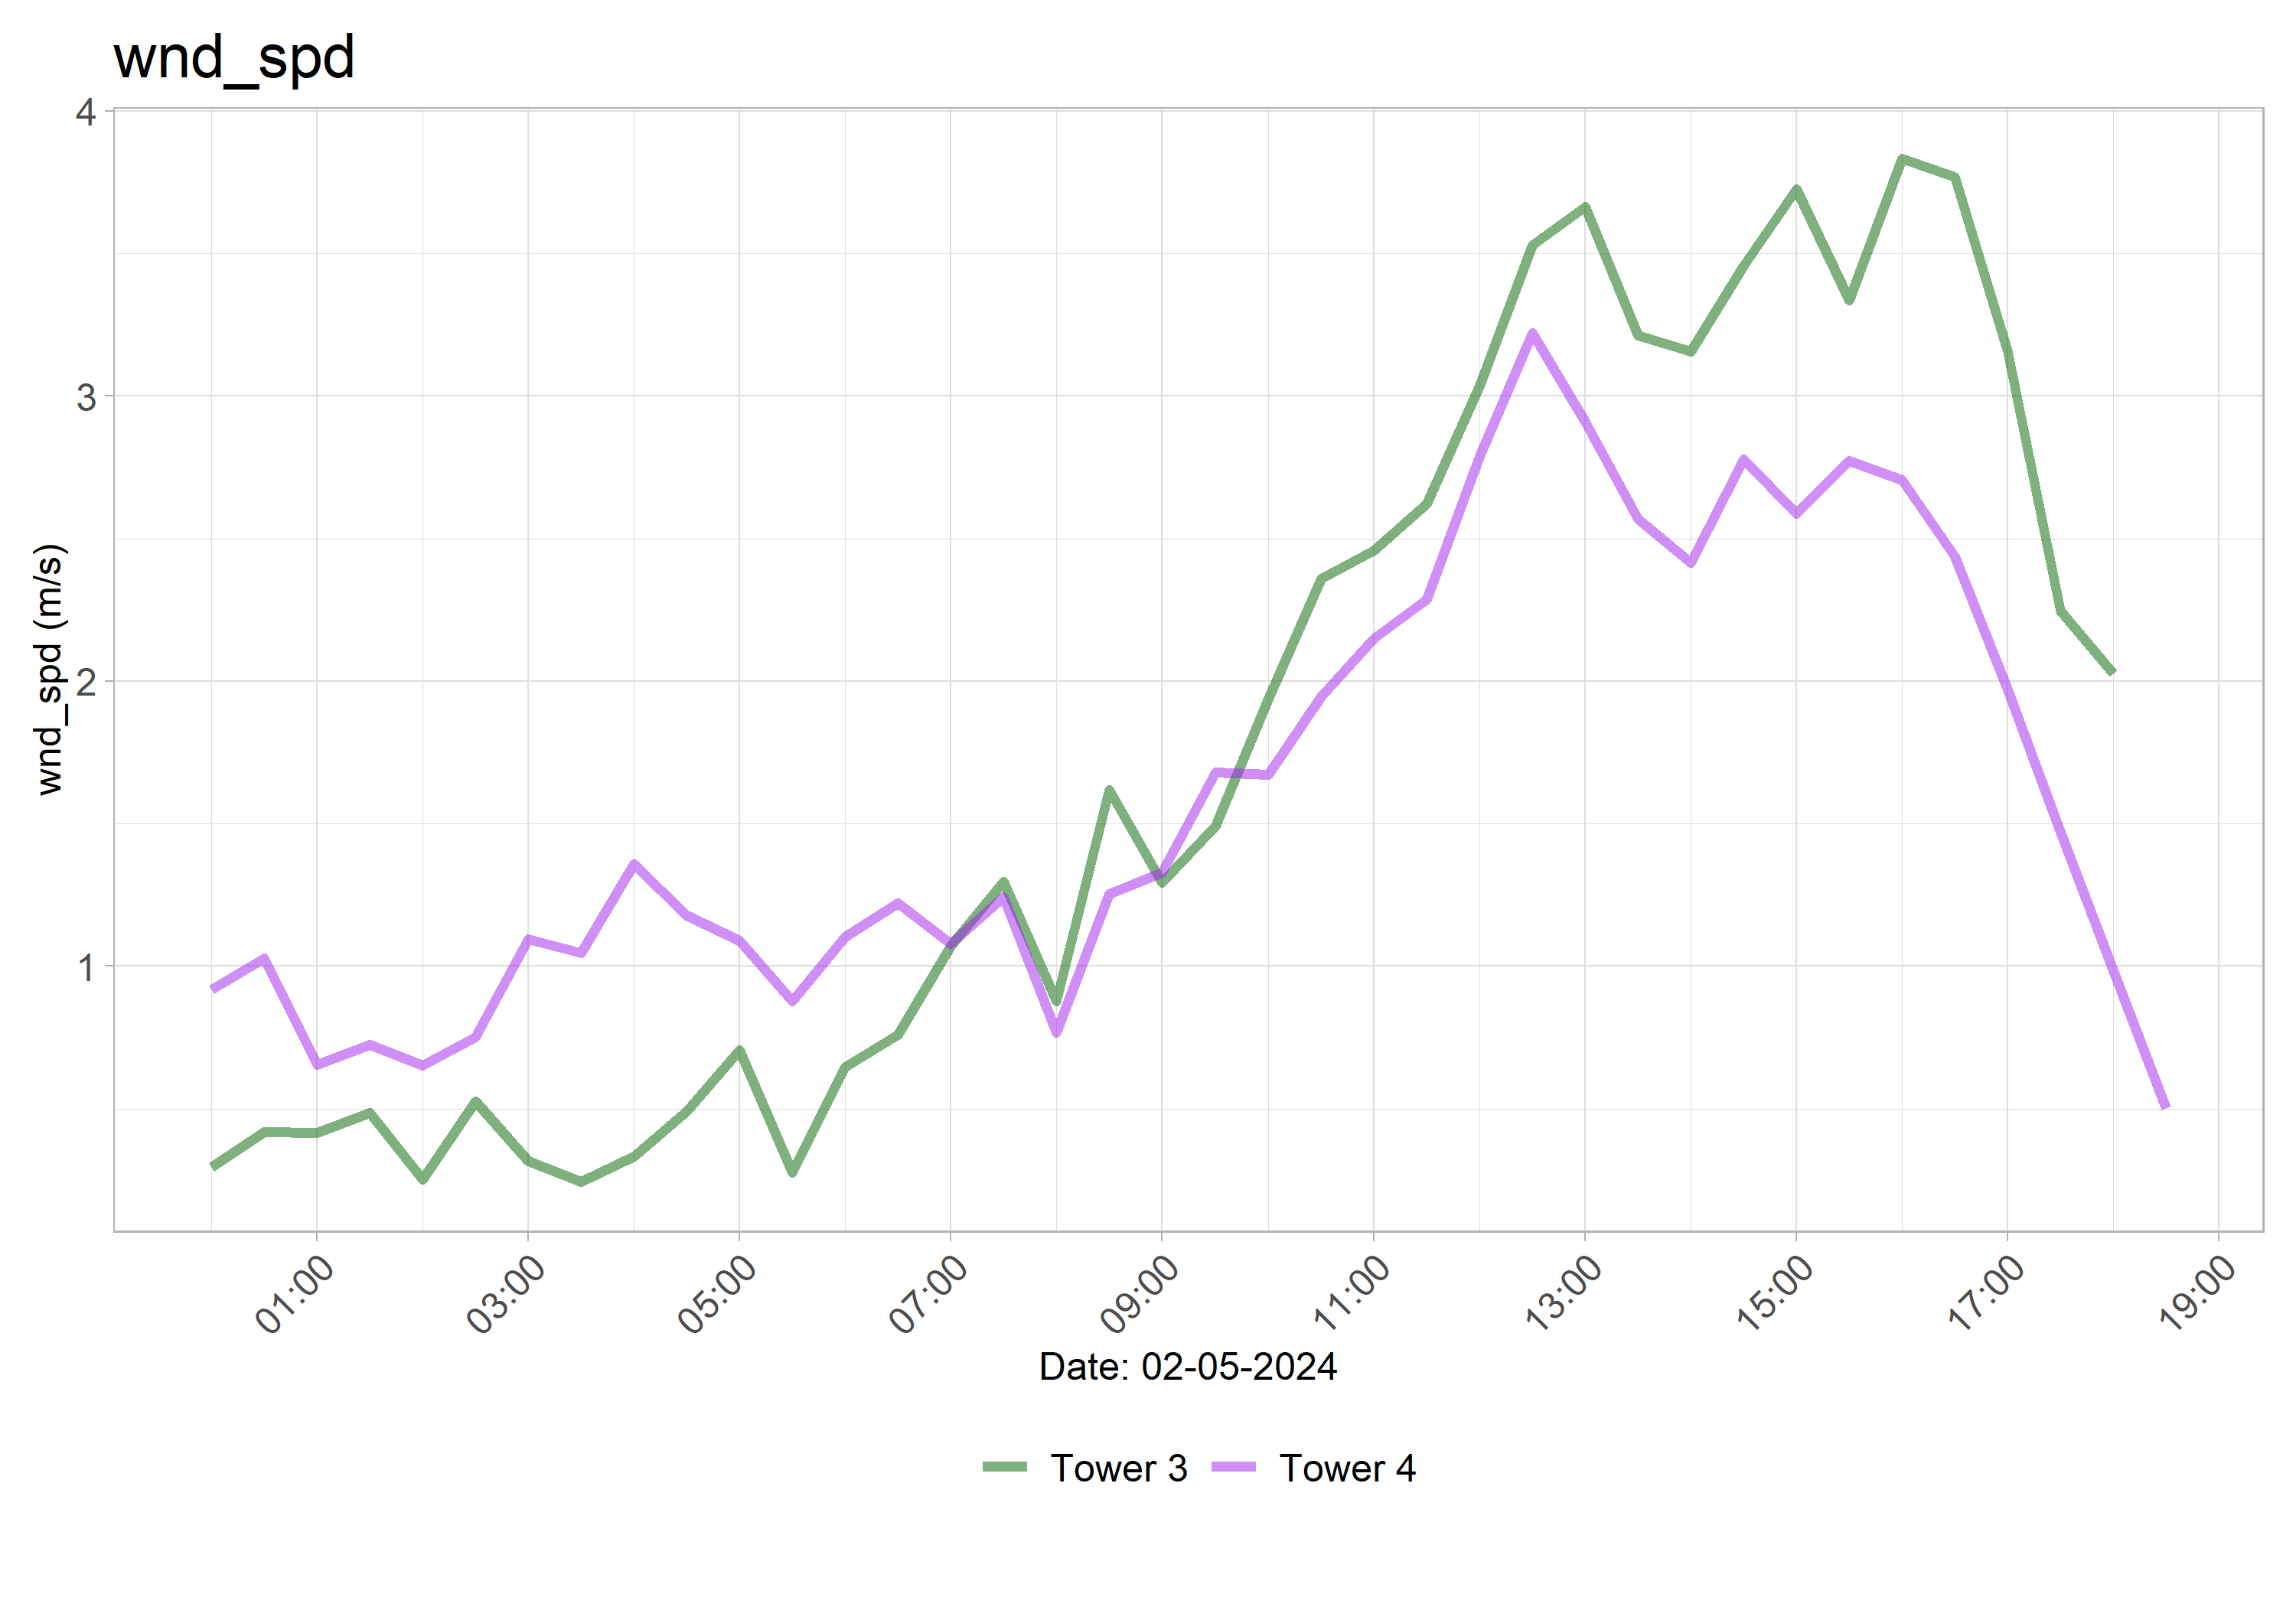 wnd_spd
wnd_spd (m/s)
4
3
2
1
01:00 03:00 05:00 07:00 09:00 11:00 13:00 15:00 17:00 19:00
Date: 02-05-2024
Tower 3 Tower 4